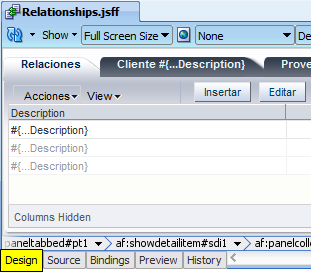 Relationships.jsff
Show Full Screen Size None De
Relaciones Cliente #{...Description} Prove
Acciones View Insertar Editar
Description
#{...Description}
#{...Description}
#{...Description}
Columns Hidden
paneltabbed#pt1 af:showdetailitem#sdi1 af:panelcolle
Design Source Bindings Preview History